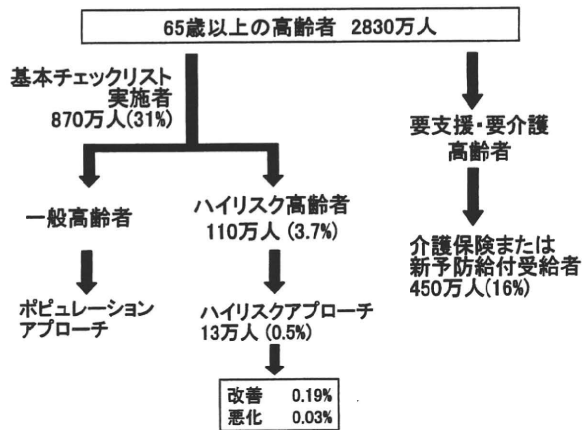 65歳以上の高齢者 2830万人
基本チェックリスト
実施者
870万人(31%)
一般高齢者
ポピュレーション
アプローチ
ハイリスク高齢者
110万人 (3.7%)
ハイリスクアプローチ
13万人 (0.5%)
改善 0.19%
悪化 0.03%
要支援・要介護
高齢者
介護保険または
新予防給付受給者
450万人(16%)